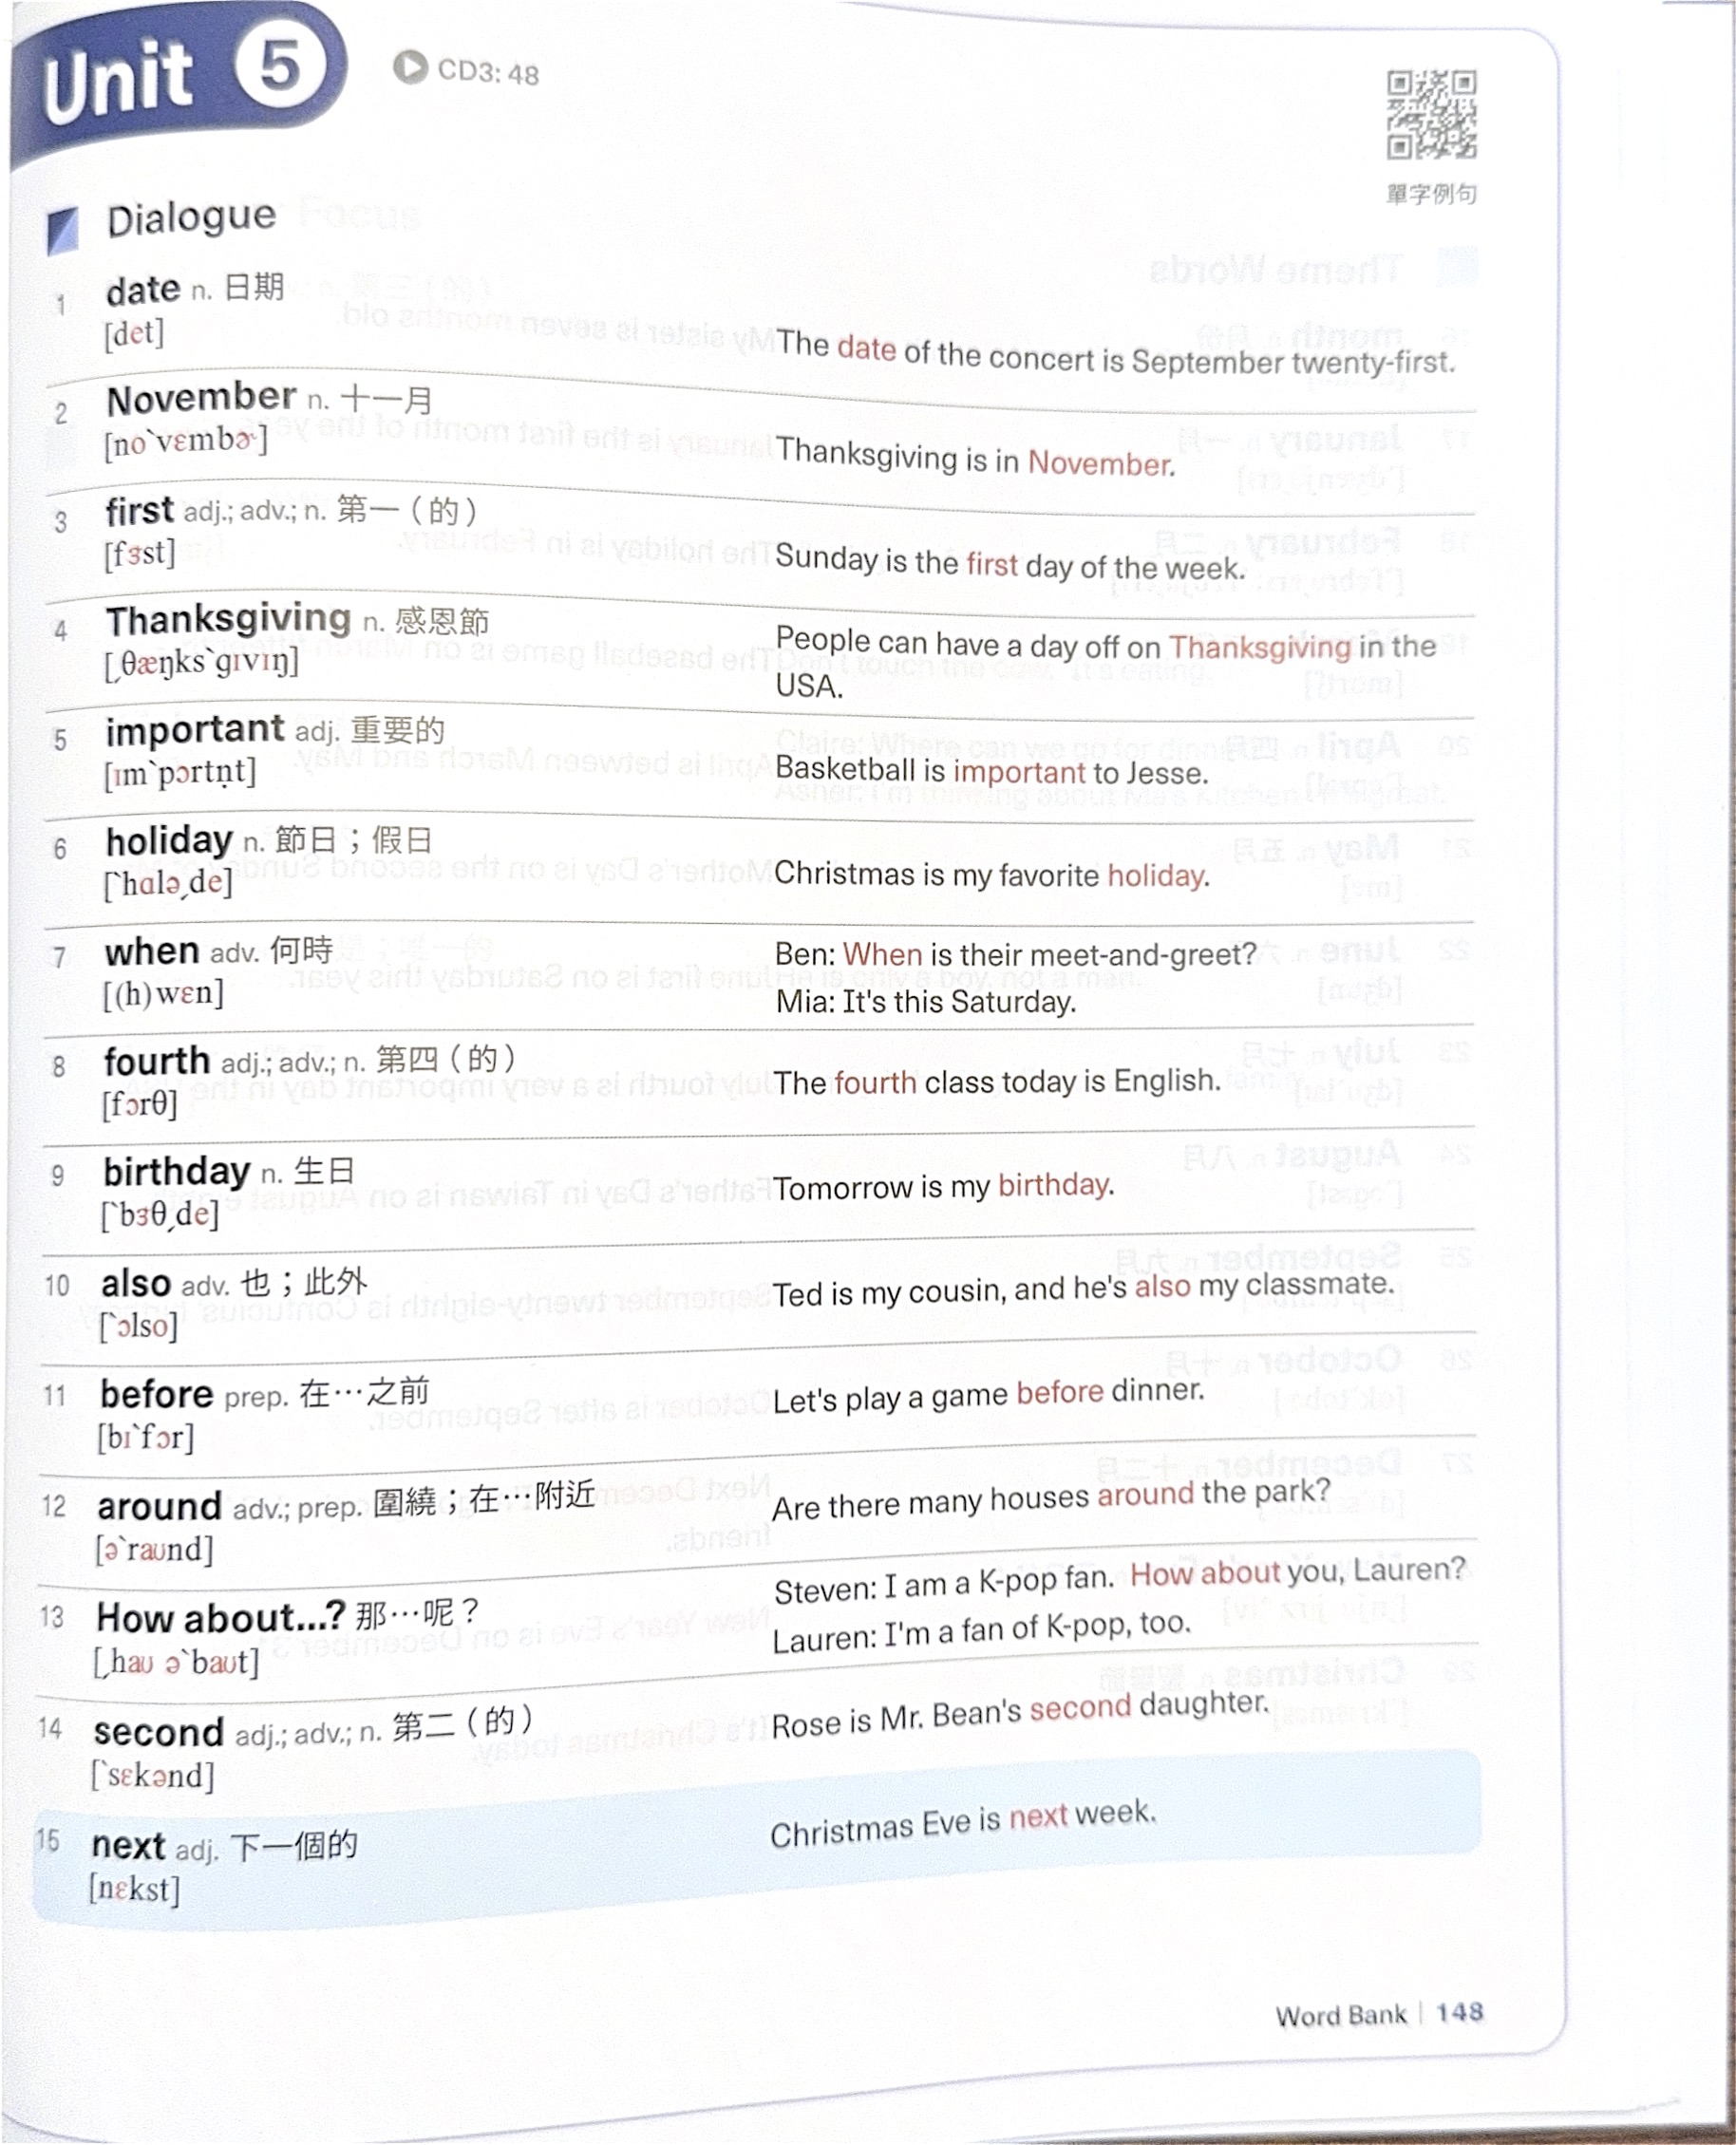 Unit 5
CD3: 48
單字例句
Dialogue
1 date n. 日期
[det]
The date of the concert is September twenty-first.
2 November n. 十一月
[noˋvɛmbɚ]
Thanksgiving is in November.
3 first adj.; adv.; n. 第一（的）
[fɝst]
Sunday is the first day of the week.
4 Thanksgiving n. 感恩節
[ˏθæŋksˋgɪvɪŋ]
People can have a day off on Thanksgiving in the
USA.
5 important adj. 重要的
[ɪmˋpɔrtn̩t]
Basketball is important to Jesse.
6 holiday n. 節日；假日
[ˋhɑləˏde]
Christmas is my favorite holiday.
7 when adv. 何時
[(h)wɛn]
Ben: When is their meet-and-greet?
Mia: It's this Saturday.
8 fourth adj.; adv.; n. 第四（的）
[fɔrθ]
The fourth class today is English.
9 birthday n. 生日
[ˋbɝθˏde]
Tomorrow is my birthday.
10 also adv. 也；此外
[ˋɔlso]
Ted is my cousin, and he's also my classmate.
11 before prep. 在…之前
[bɪˋfɔr]
Let's play a game before dinner.
12 around adv.; prep. 圍繞；在…附近
[əˋraʊnd]
Are there many houses around the park?
13 How about...? 那…呢？
[ˏhaʊ əˋbaʊt]
Steven: I am a K-pop fan. How about you, Lauren?
Lauren: I'm a fan of K-pop, too.
14 second adj.; adv.; n. 第二（的）
[ˋsɛkənd]
Rose is Mr. Bean's second daughter.
15 next adj. 下一個的
[nɛkst]
Christmas Eve is next week.
Word Bank | 148